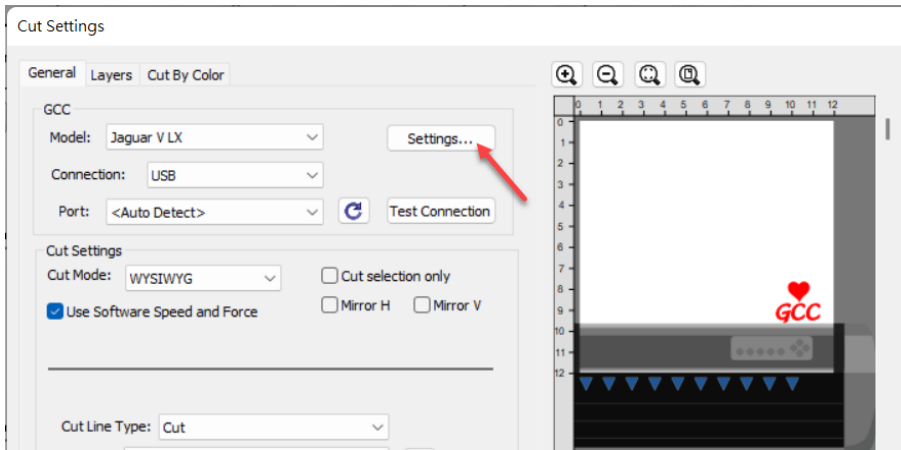 Cut Settings
General Layers Cut By Color
GCC
Model: Jaguar V LX Settings...
Connection: USB
Port: <Auto Detect> Test Connection
Cut Settings
Cut Mode: WYSIWYG Cut selection only
Use Software Speed and Force Mirror H Mirror V
Cut Line Type: Cut
0 1 2 3 4 5 6 7 8 9 10 11 12
0
1
2
3
4
5
6
7
8
9
10
11
12
GCC